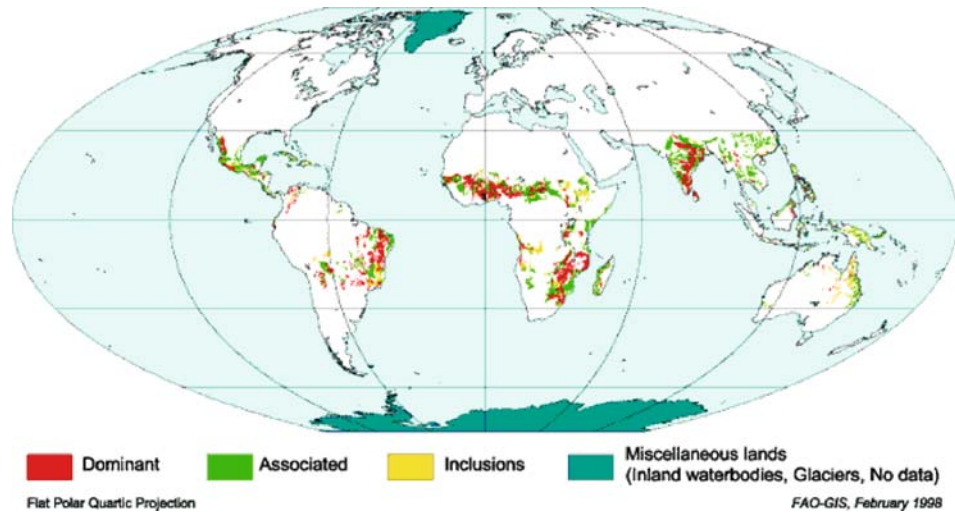 Dominant
Associated
Inclusions
Miscellaneous lands
(Inland waterbodies, Glaciers, No data)
Flat Polar Quartic Projection
FAO-GIS, February 1998